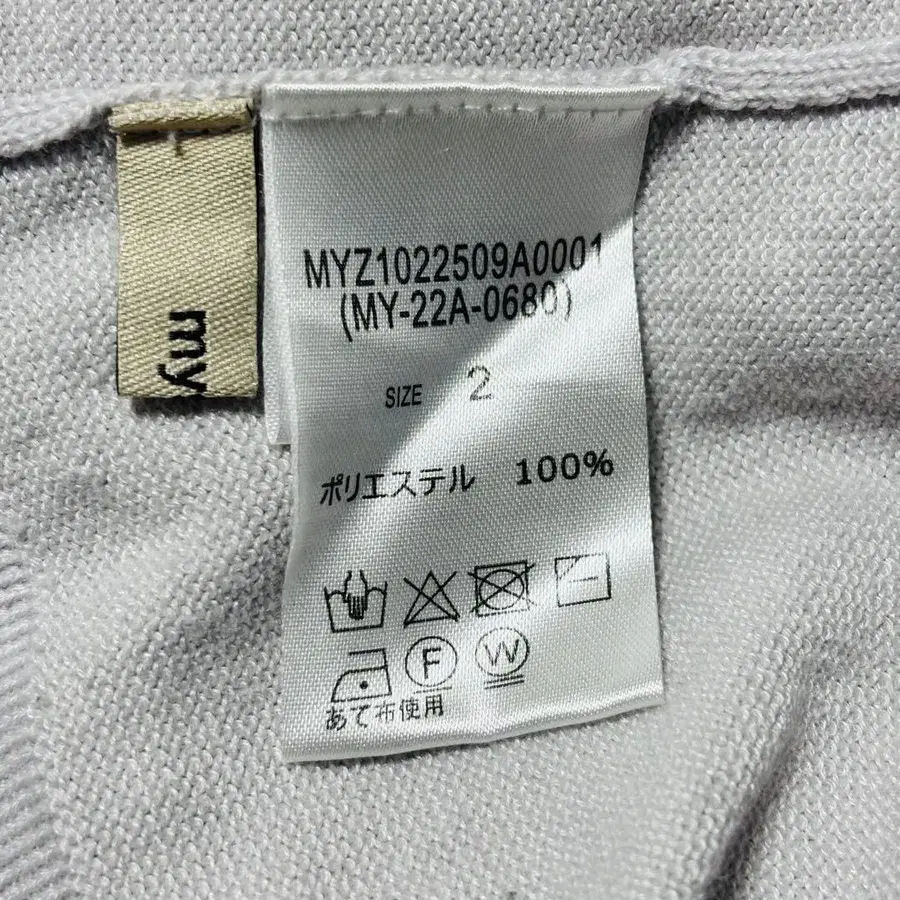 my
MYZ1022509A0001
(MY-22A-0680)
SIZE 2
ポリエステル 100%
F W
あて布使用